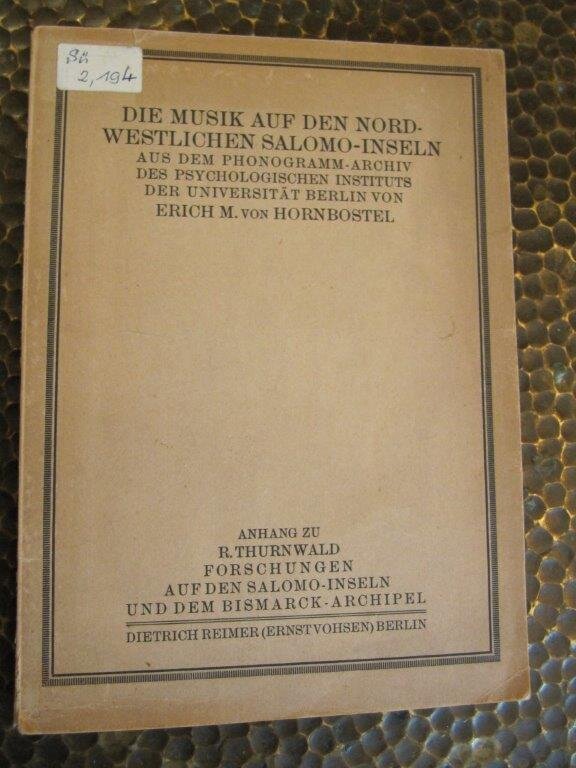 Sü
2,194
DIE MUSIK AUF DEN NORD-
WESTLICHEN SALOMO-INSELN
AUS DEM PHONOGRAMM-ARCHIV
DES PSYCHOLOGISCHEN INSTITUTS
DER UNIVERSITÄT BERLIN VON
ERICH M. VON HORNBOSTEL
ANHANG ZU
R. THURNWALD
FORSCHUNGEN
AUF DEN SALOMO-INSELN
UND DEM BISMARCK-ARCHIPEL
DIETRICH REIMER (ERNST VOHSEN) BERLIN